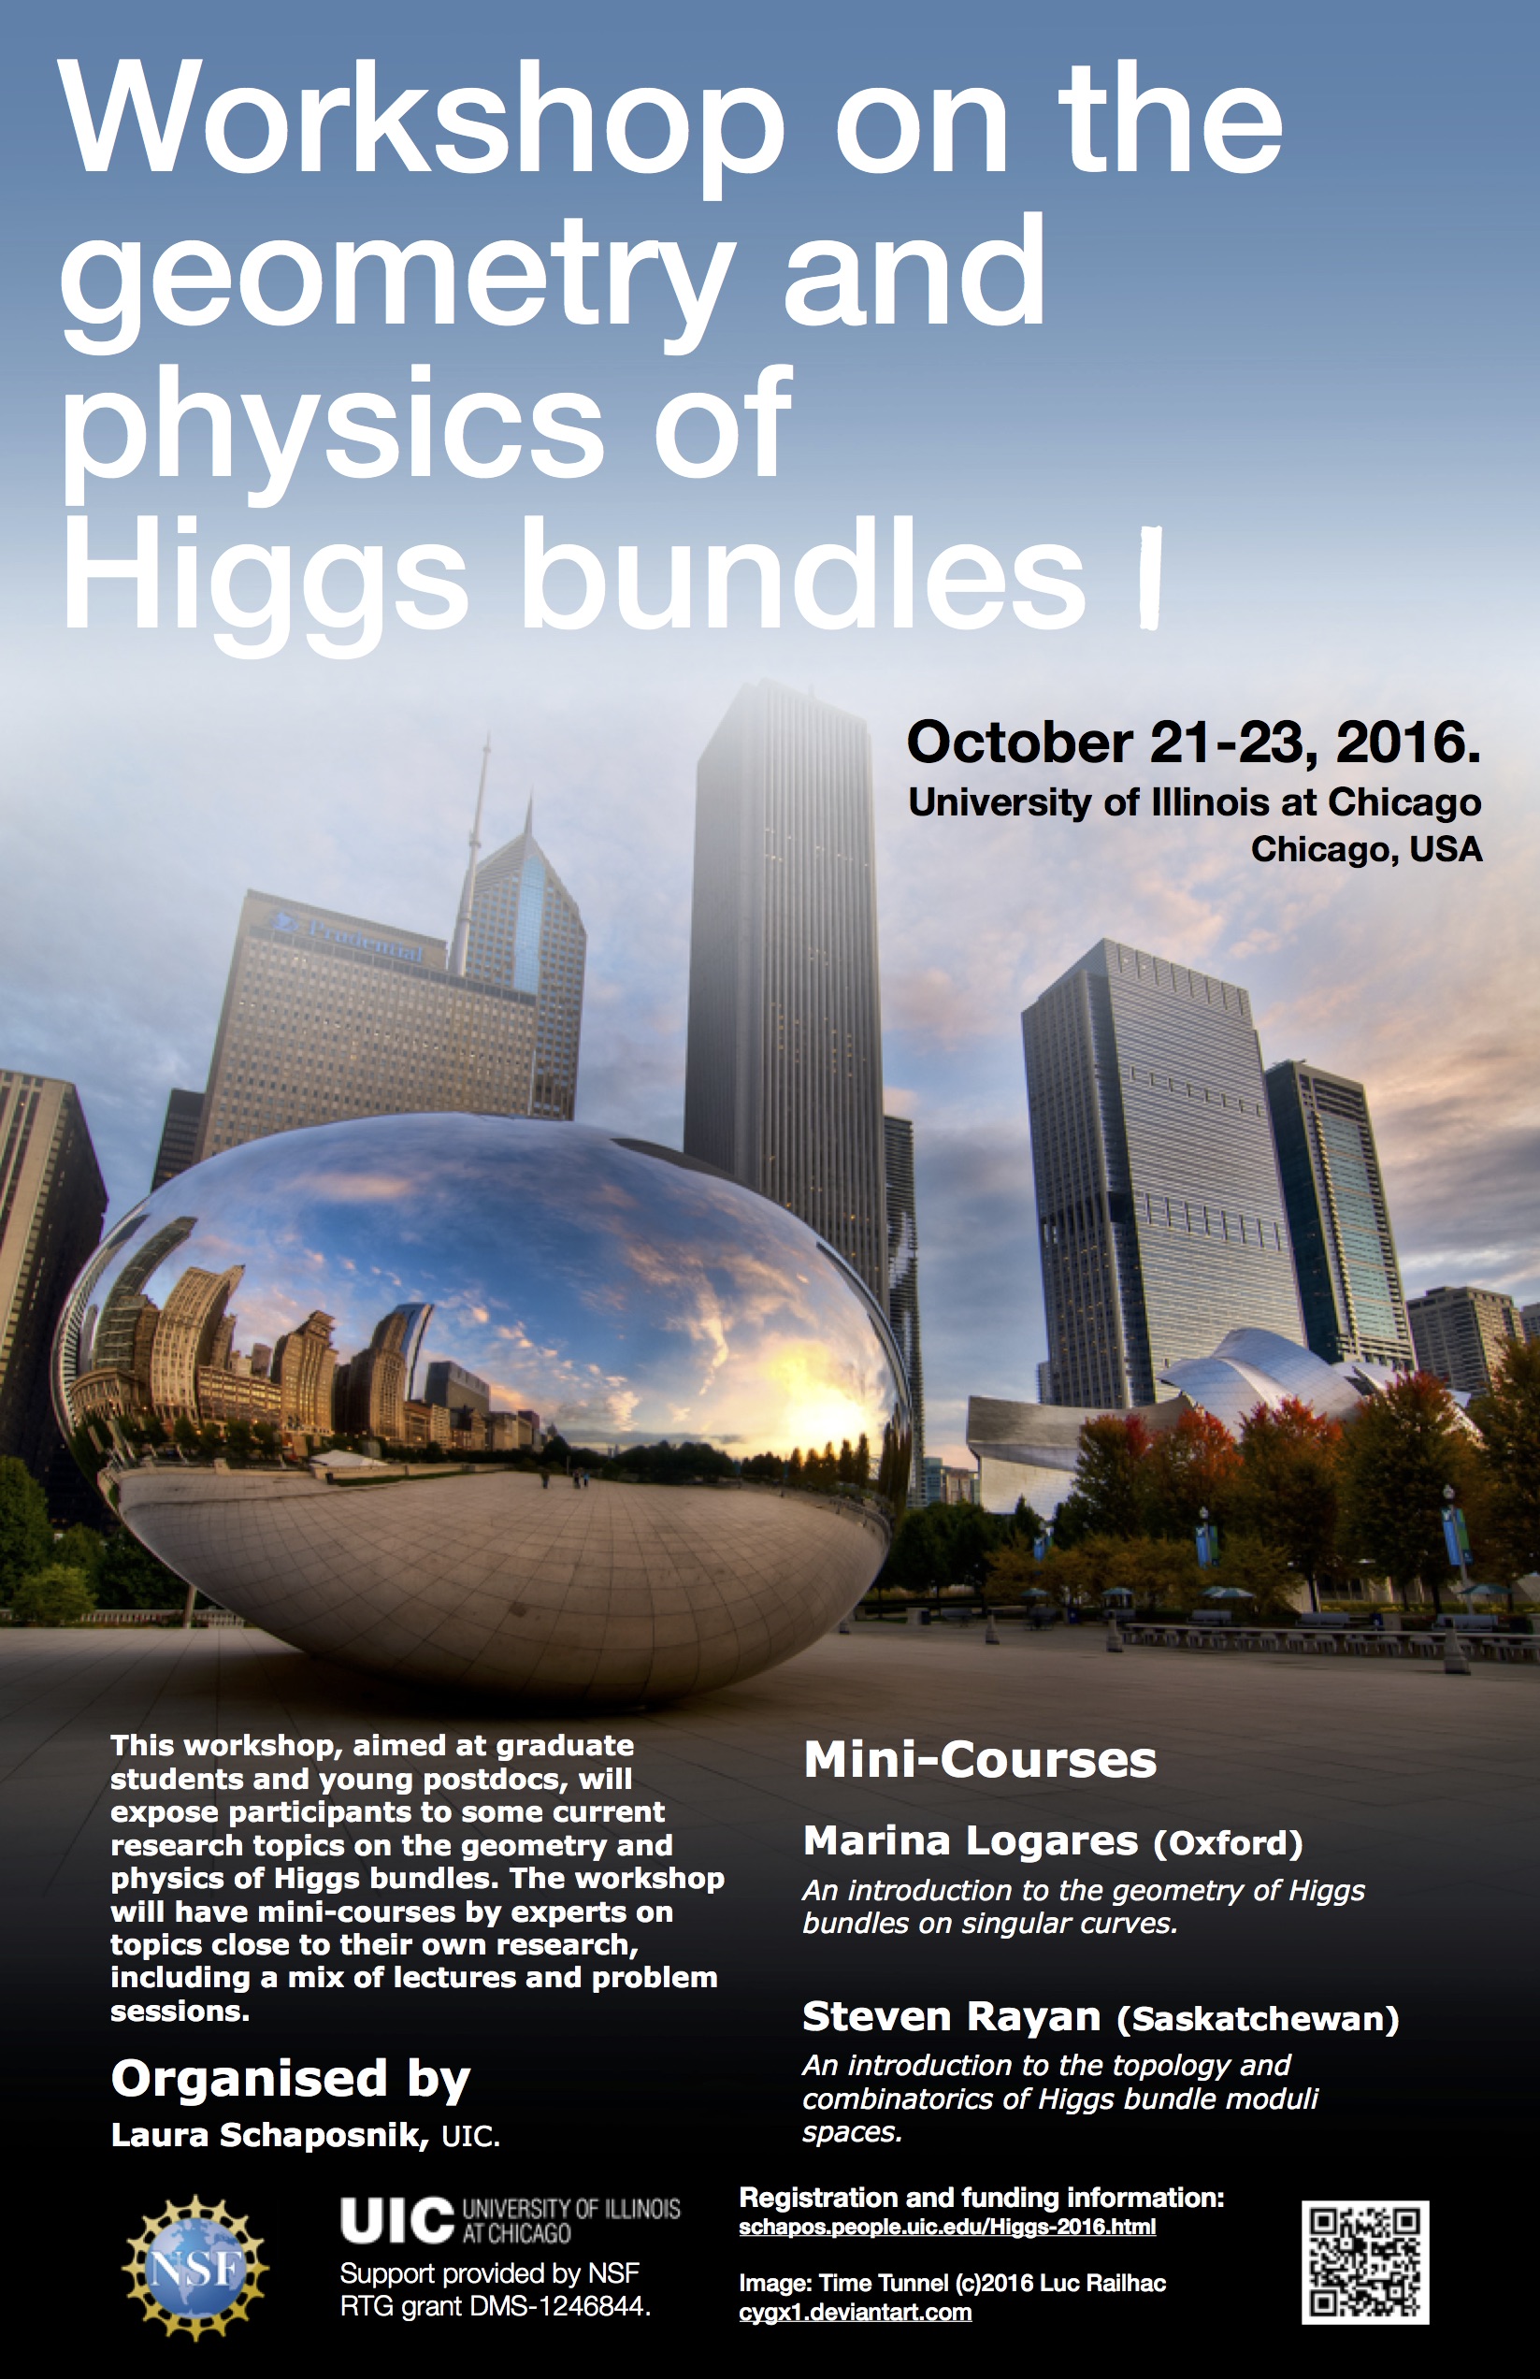 Workshop on the
geometry and
physics of
Higgs bundles I
October 21-23, 2016.
University of Illinois at Chicago
Chicago, USA
Prudential
This workshop, aimed at graduate
students and young postdocs, will
expose participants to some current
research topics on the geometry and
physics of Higgs bundles. The workshop
will have mini-courses by experts on
topics close to their own research,
including a mix of lectures and problem
sessions.
Organised by
Laura Schaposnik, UIC.
Mini-Courses
Marina Logares (Oxford)
An introduction to the geometry of Higgs
bundles on singular curves.
Steven Rayan (Saskatchewan)
An introduction to the topology and
combinatorics of Higgs bundle moduli
spaces.
NSF
UIC UNIVERSITY OF ILLINOIS
AT CHICAGO
Support provided by NSF
RTG grant DMS-1246844.
Registration and funding information:
schapos.people.uic.edu/Higgs-2016.html
Image: Time Tunnel (c)2016 Luc Railhac
cygx1.deviantart.com